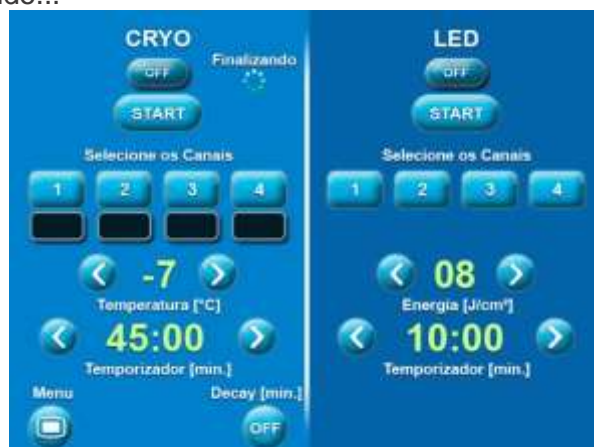 CRYO
OFF
Finalizando
START
Selecione os Canais
1 2 3 4
-7
Temperatura [°C]
45:00
Temporizador [min.]
Menu
Decay [min.]
OFF
LED
OFF
START
Selecione os Canais
1 2 3 4
08
Energia [J/cm²]
10:00
Temporizador [min.]